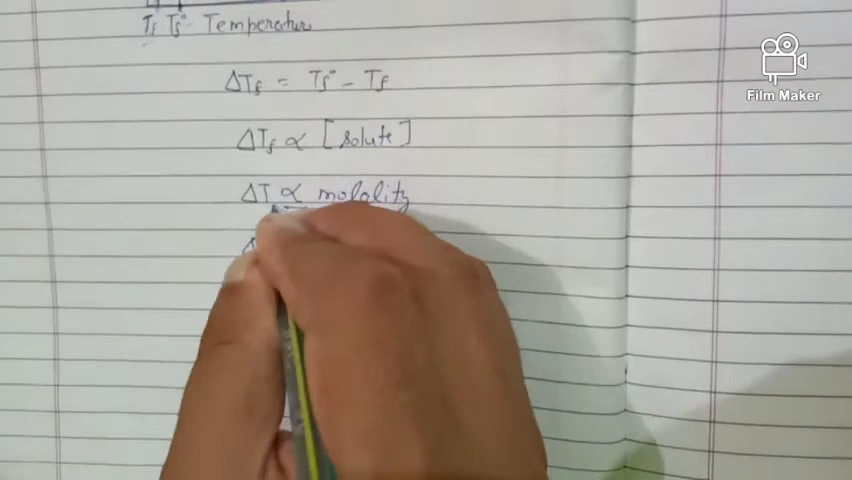 Tf Tf° Temperature
ΔTf = Tf° - Tf
ΔTf ∝ [solute]
ΔT ∝ molality
Film Maker